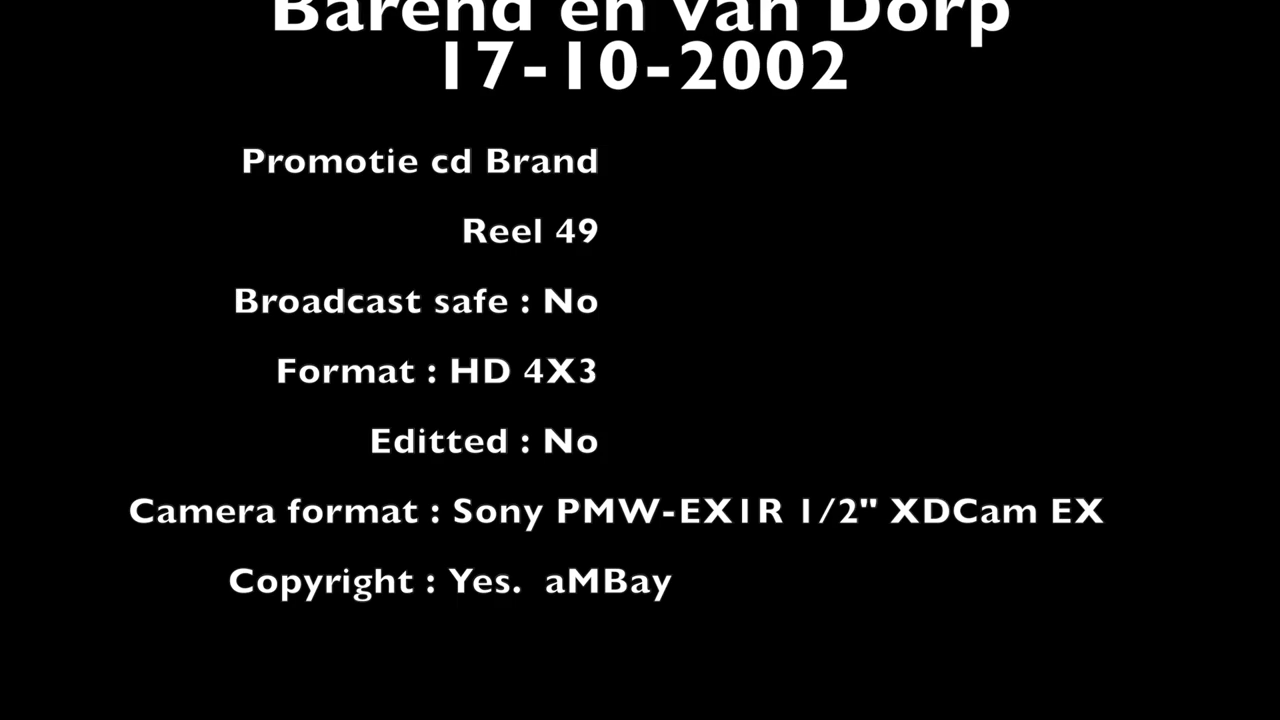 Barend en van Dorp
17-10-2002
Promotie cd Brand
Reel 49
Broadcast safe : No
Format : HD 4X3
Editted : No
Camera format : Sony PMW-EX1R 1/2" XDCam EX
Copyright : Yes.  aMBay